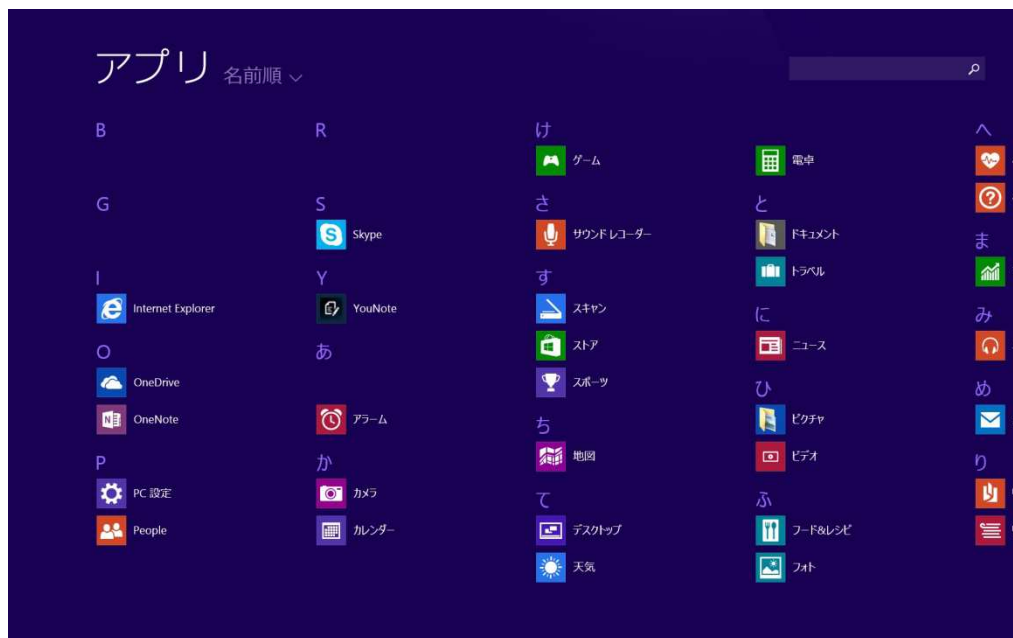 アプリ 名前順
B
G
I
Internet Explorer
O
OneDrive
OneNote
P
PC 設定
People
R
S
Skype
Y
YouNote
あ
アラーム
か
カメラ
カレンダー
け
ゲーム
さ
サウンド レコーダー
す
スキャン
ストア
スポーツ
ち
地図
て
デスクトップ
天気
電卓
と
ドキュメント
トラベル
に
ニュース
ひ
ピクチャ
ビデオ
ふ
フード&レシピ
フォト
へ
ま
み
め
り